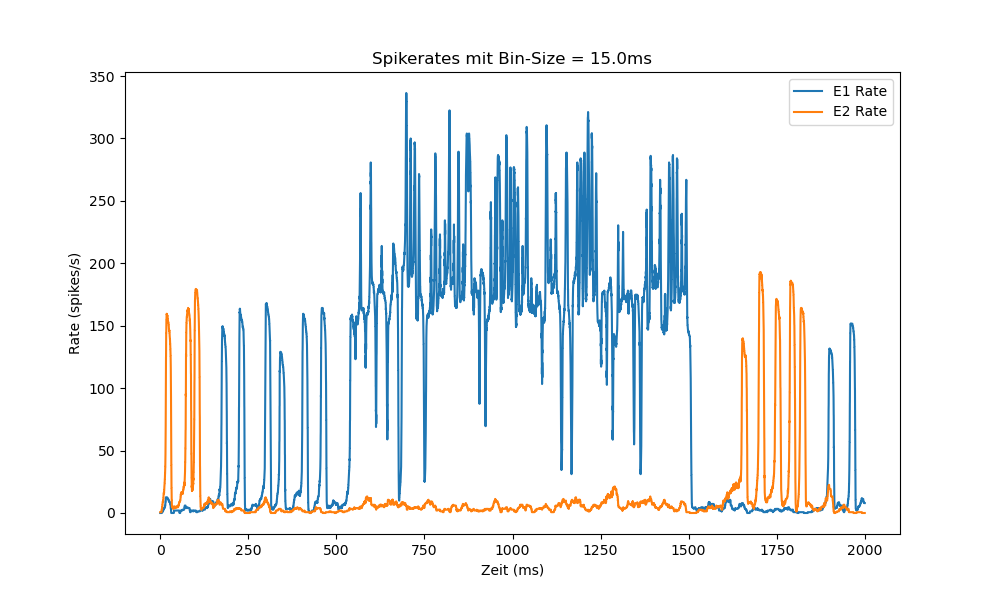 Spikerates mit Bin-Size = 15.0ms
E1 Rate
E2 Rate
350
300
250
200
150
100
50
0
Rate (spikes/s)
0 250 500 750 1000 1250 1500 1750 2000
Zeit (ms)